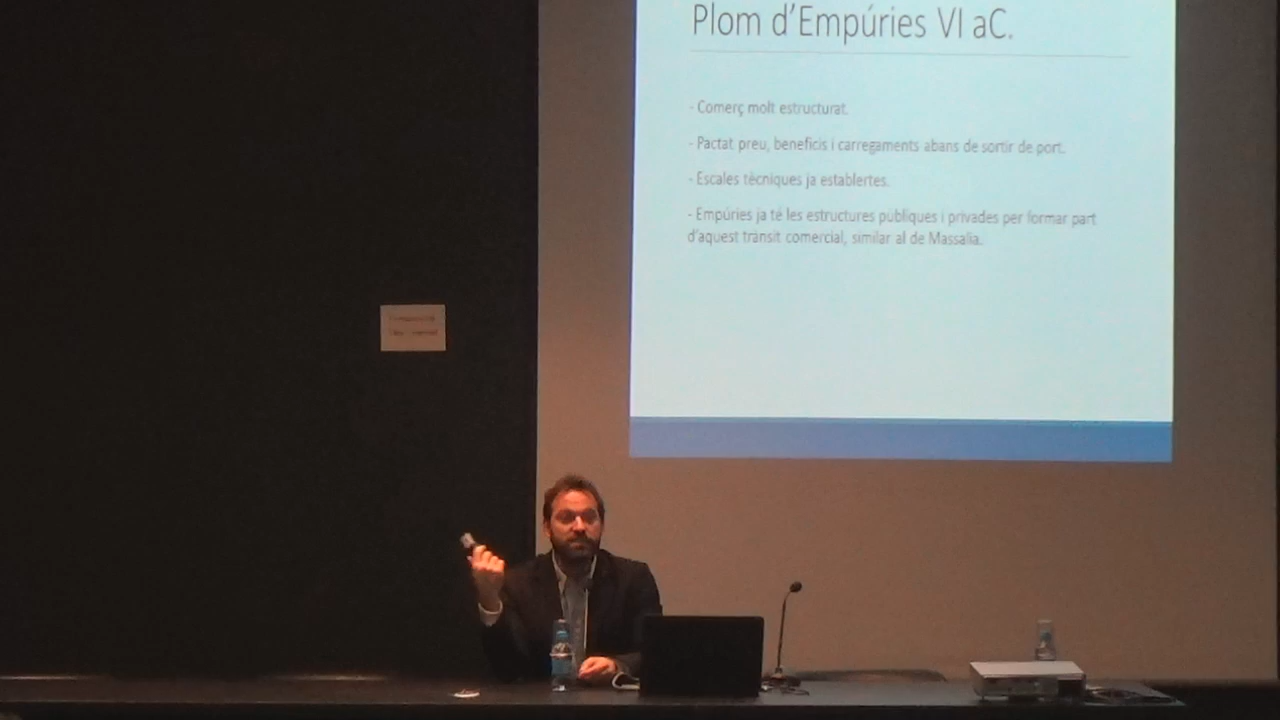 Plom d'Empúries VI aC.
- Comerç molt estructurat.
- Pactat preu, beneficis i carregaments abans de sortir de port.
- Escales tècniques ja establertes.
- Empúries ja té les estructures públiques i privades per formar part
d'aquest trànsit comercial, similar al de Massalia.